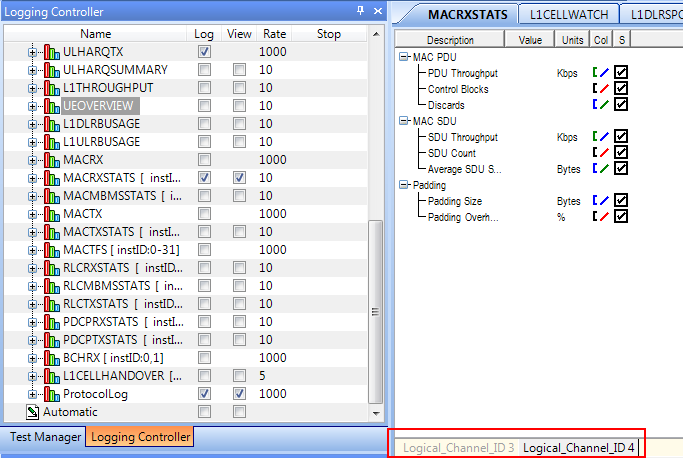 Logging Controller
Name Log View Rate Stop
ULHARQTX 1000
ULHARQSUMMARY 10
L1THROUGHPUT 10
UEOVERVIEW 10
L1DLRBUSAGE 10
L1ULRBUSAGE 10
MACRX 1000
MACRXSTATS [ instI... 10
MACMBMSSTATS [ i... 10
MACTX 1000
MACTXSTATS [ instI... 10
MACTFS [ instID:0-31] 1000
RLCRXSTATS [ instID... 10
RLCMBMSSTATS [ in... 10
RLCTXSTATS [ instID... 10
PDCPRXSTATS [ inst... 10
PDCPTXSTATS [ inst... 10
BCHRX [ instID:0,1] 1000
L1CELLHANDOVER [... 5
ProtocolLog 1000
Automatic
Test Manager Logging Controller
MACRXSTATS L1CELLWATCH L1DLRSPC
Description Value Units Col S
MAC PDU
PDU Throughput Kbps
Control Blocks
Discards
MAC SDU
SDU Throughput Kbps
SDU Count
Average SDU S... Bytes
Padding
Padding Size Bytes
Padding Overh... %
Logical_Channel_ID 3 Logical_Channel_ID 4